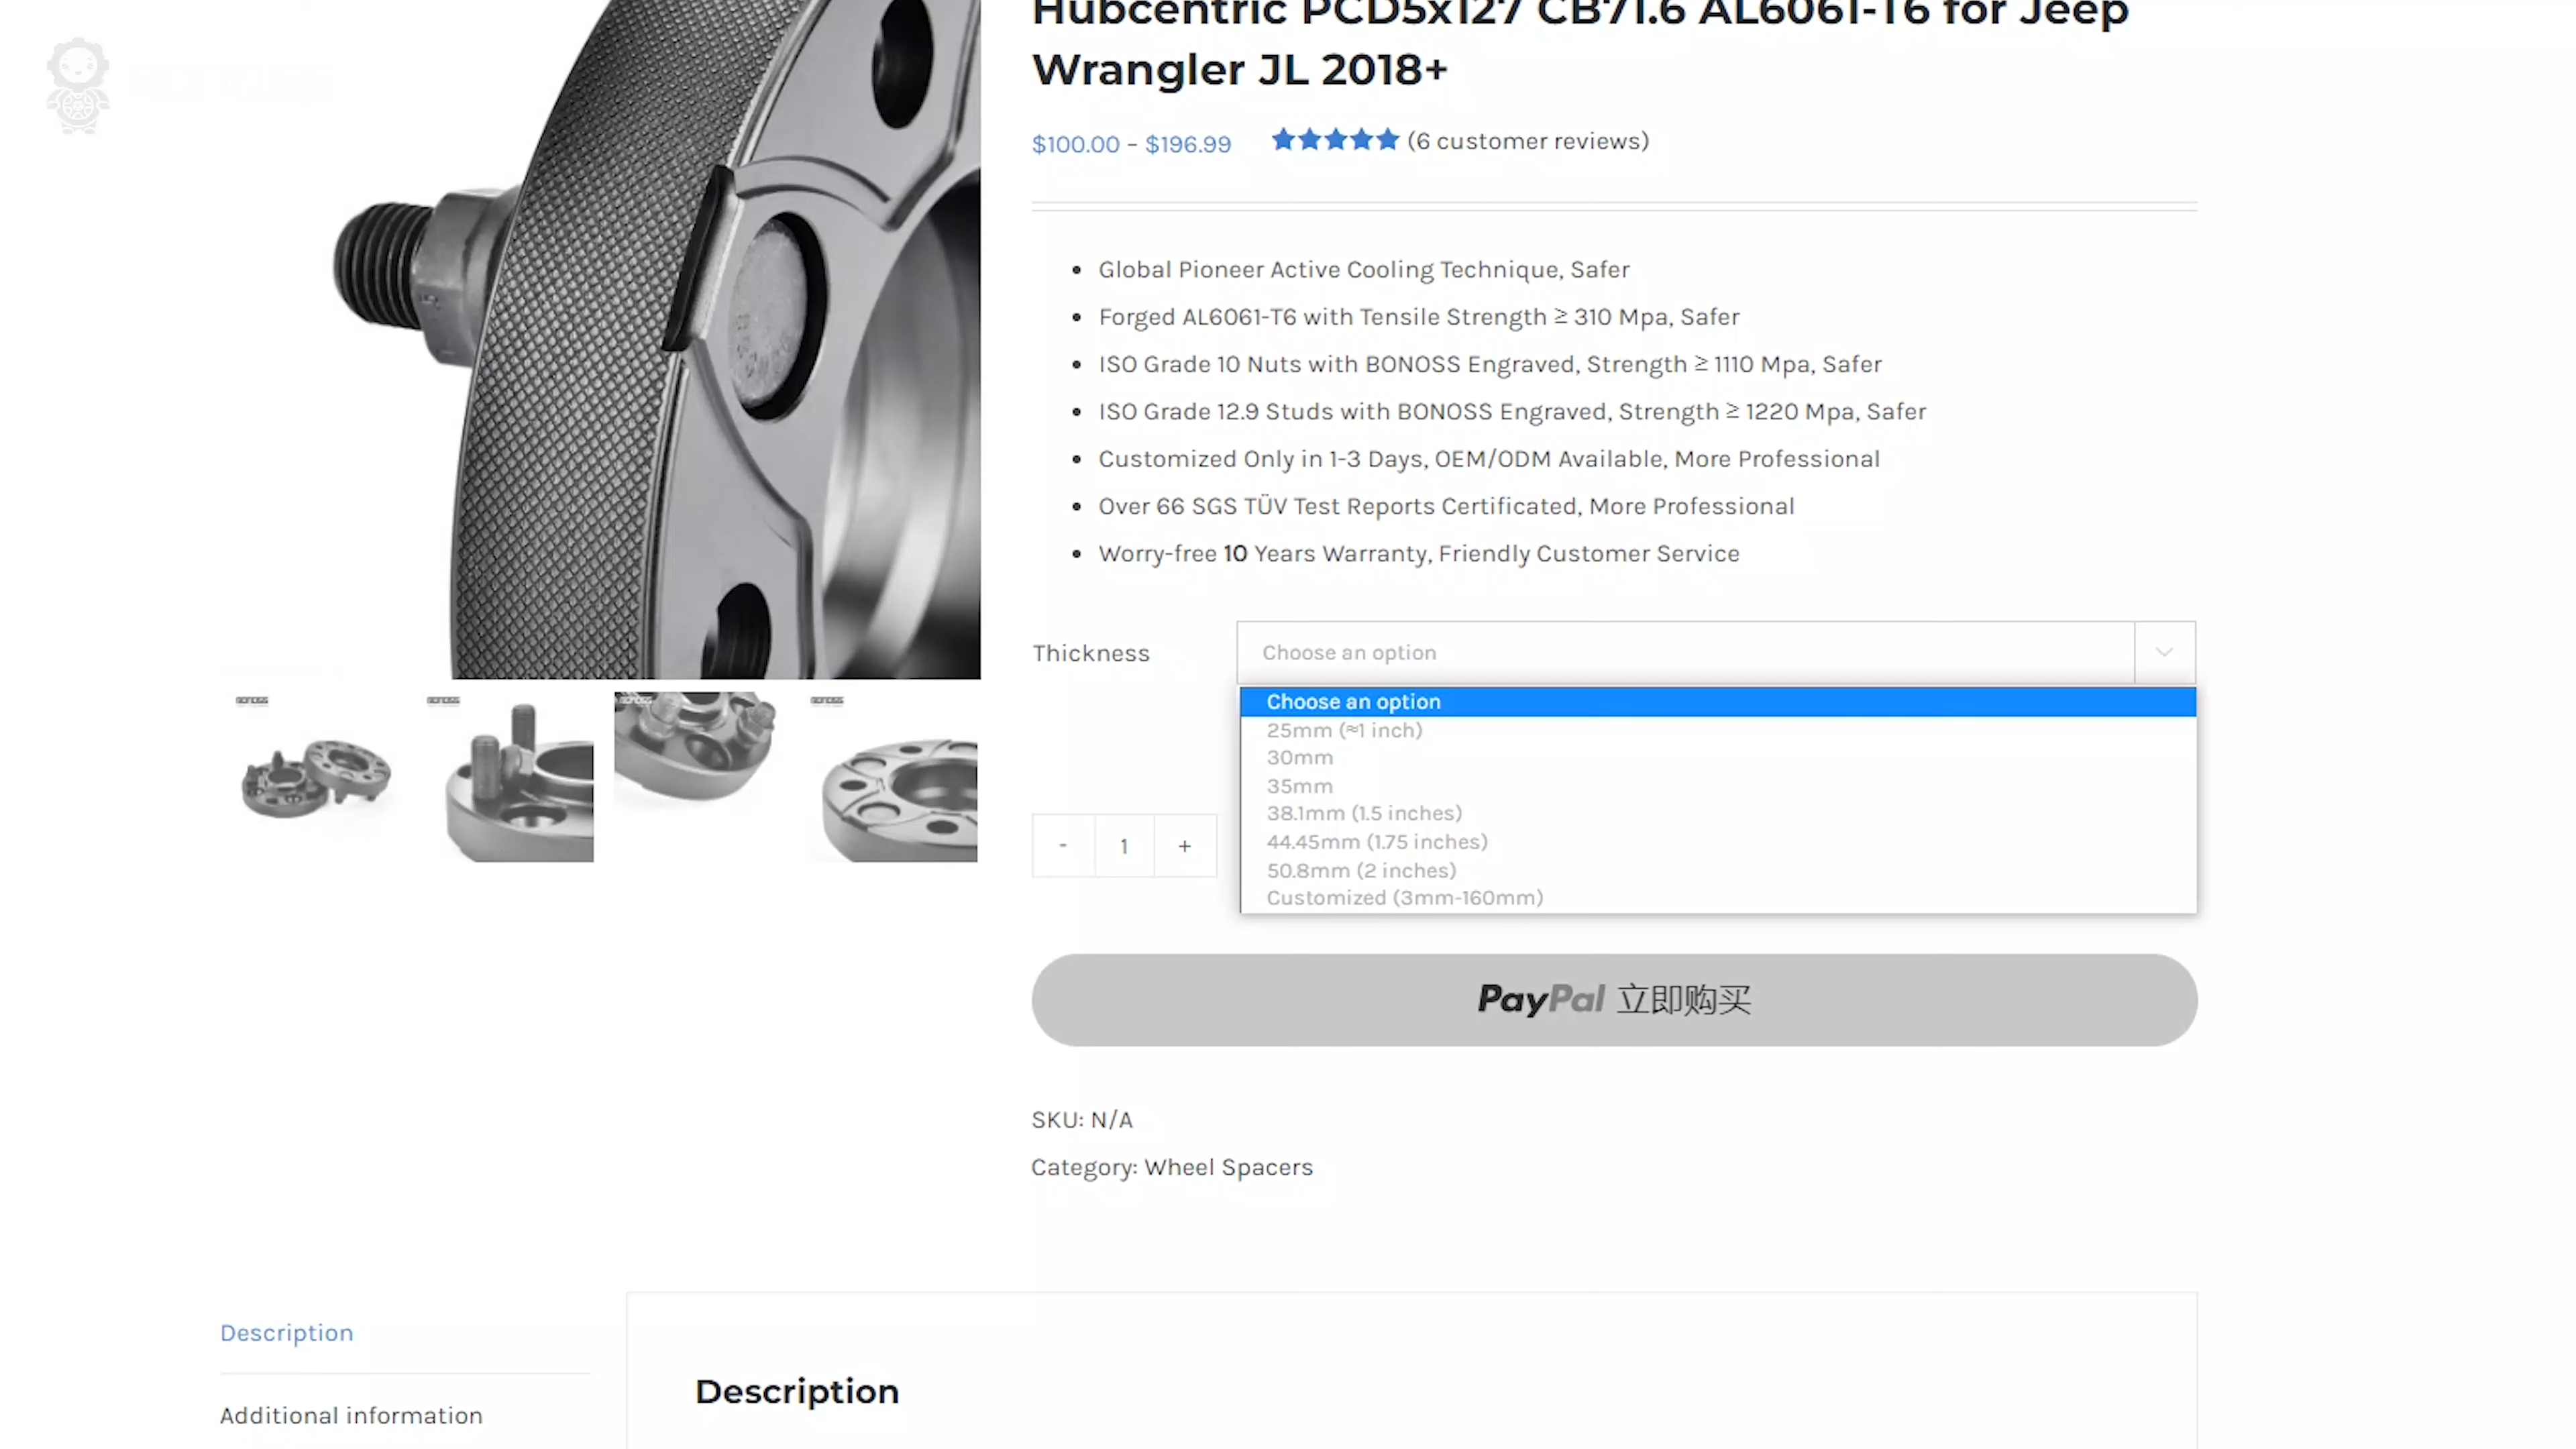 Hubcentric PCD5x127 CB71.6 AL6061-T6 for Jeep
Wrangler JL 2018+
$100.00 – $196.99
(6 customer reviews)
Global Pioneer Active Cooling Technique, Safer
Forged AL6061-T6 with Tensile Strength ≥ 310 Mpa, Safer
ISO Grade 10 Nuts with BONOSS Engraved, Strength ≥ 1110 Mpa, Safer
ISO Grade 12.9 Studs with BONOSS Engraved, Strength ≥ 1220 Mpa, Safer
Customized Only in 1-3 Days, OEM/ODM Available, More Professional
Over 66 SGS TÜV Test Reports Certificated, More Professional
Worry-free 10 Years Warranty, Friendly Customer Service
Thickness
Choose an option
Choose an option
25mm (≈1 inch)
30mm
35mm
38.1mm (1.5 inches)
44.45mm (1.75 inches)
50.8mm (2 inches)
Customized (3mm-160mm)
- 1 +
PayPal 立即购买
SKU: N/A
Category: Wheel Spacers
Description
Additional information
Description
BONOSS
BONOSS
BONOSS
BONOSS